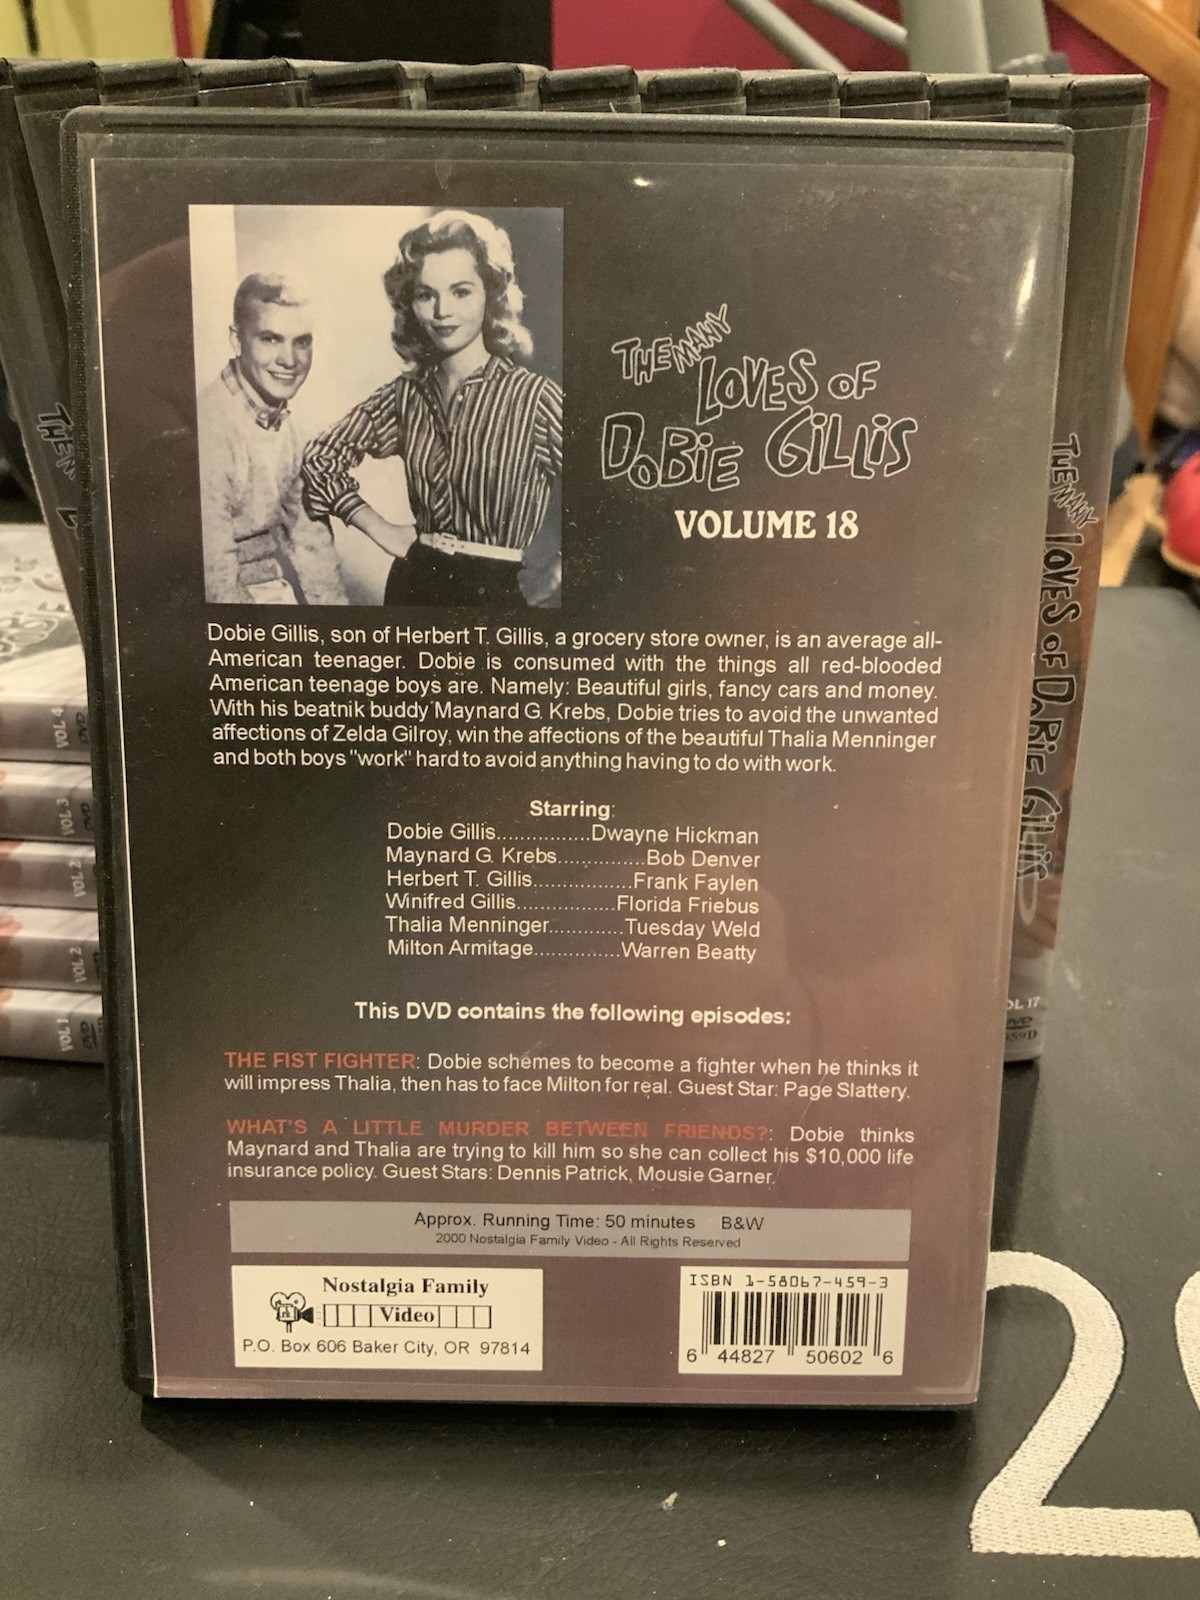 THE MANY
LOVES OF
DOBIE GILLIS
VOLUME 18
Dobie Gillis, son of Herbert T. Gillis, a grocery store owner, is an average all-
American teenager. Dobie is consumed with the things all red-blooded
American teenage boys are. Namely: Beautiful girls, fancy cars and money.
With his beatnik buddy Maynard G. Krebs, Dobie tries to avoid the unwanted
affections of Zelda Gilroy, win the affections of the beautiful Thalia Menninger
and both boys "work" hard to avoid anything having to do with work.
Starring:
Dobie Gillis................Dwayne Hickman
Maynard G. Krebs...............Bob Denver
Herbert T. Gillis.................Frank Faylen
Winifred Gillis.................Florida Friebus
Thalia Menninger.............Tuesday Weld
Milton Armitage...............Warren Beatty
This DVD contains the following episodes:
THE FIST FIGHTER: Dobie schemes to become a fighter when he thinks it
will impress Thalia, then has to face Milton for real. Guest Star: Page Slattery.
WHAT'S A LITTLE MURDER BETWEEN FRIENDS?: Dobie thinks
Maynard and Thalia are trying to kill him so she can collect his $10,000 life
insurance policy. Guest Stars: Dennis Patrick, Mousie Garner.
Approx. Running Time: 50 minutes B&W
2000 Nostalgia Family Video - All Rights Reserved
Nostalgia Family
Video
P.O. Box 606 Baker City, OR 97814
ISBN 1-58067-459-3
6 44827 50602 6
THE MANY LOVES OF DOBIE GILLIS
VOL 17
DVD
VOL 4
DVD
VOL 3
DVD
VOL 2
VOL 2
VOL 1
DVD
THE
2